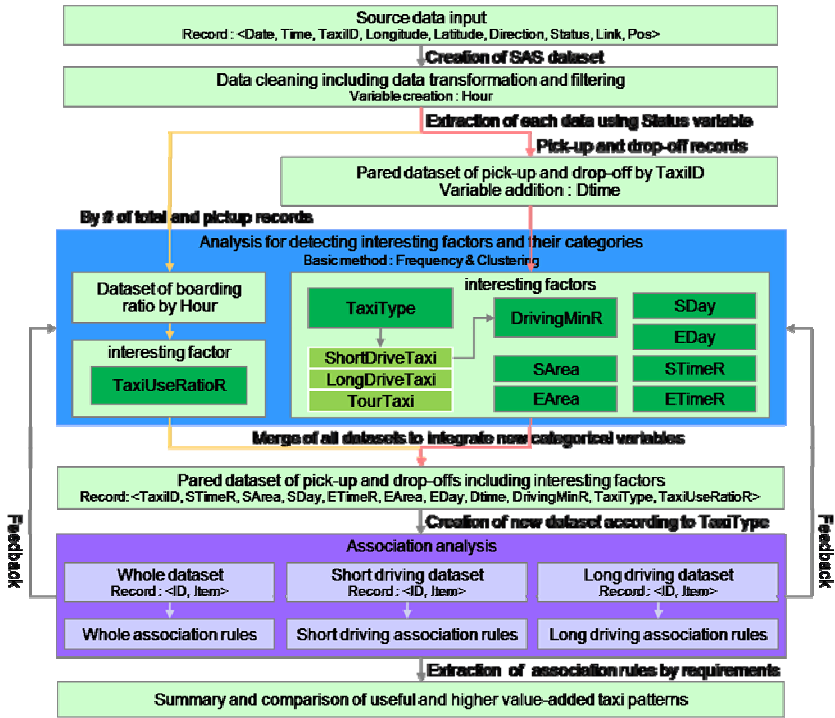 Source data input
Record : <Date, Time, TaxiID, Longitude, Latitude, Direction, Status, Link, Pos>
Creation of SAS dataset
Data cleaning including data transformation and filtering
Variable creation : Hour
Extraction of each data using Status variable
Pick-up and drop-off records
Pared dataset of pick-up and drop-off by TaxiID
Variable addition : Dtime
By # of total and pickup records
Analysis for detecting interesting factors and their categories
Basic method : Frequency & Clustering
Dataset of boarding
ratio by Hour
interesting factor
TaxiUseRatioR
interesting factors
TaxiType
ShortDriveTaxi
LongDriveTaxi
TourTaxi
DrivingMinR
SArea
EArea
SDay
EDay
STimeR
ETimeR
Merge of all datasets to integrate new categorical variables
Pared dataset of pick-up and drop-offs including interesting factors
Record: <TaxiID, STimeR, SArea, SDay, ETimeR, EArea, EDay, Dtime, DrivingMinR, TaxiType, TaxiUseRatioR>
Creation of new dataset according to TaxiType
Feedback
Feedback
Association analysis
Whole dataset
Record : <ID, Item>
Short driving dataset
Record : <ID, Item>
Long driving dataset
Record : <ID, Item>
Whole association rules
Short driving association rules
Long driving association rules
Extraction of association rules by requirements
Summary and comparison of useful and higher value-added taxi patterns